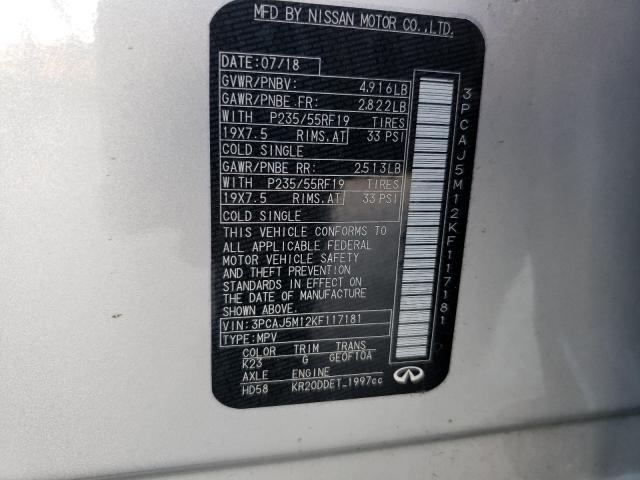 MFD BY NISSAN MOTOR CO.,LTD.
DATE:07/18
GVWR/PNBV: 4,916LB
GAWR/PNBE FR: 2,822LB
WITH P235/55RF19 TIRES
19X7.5 RIMS.AT 33 PSI
COLD SINGLE
GAWR/PNBE RR: 2,513LB
WITH P235/55RF19 TIRES
19X7.5 RIMS.AT 33 PSI
COLD SINGLE
THIS VEHICLE CONFORMS TO
ALL APPLICABLE FEDERAL
MOTOR VEHICLE SAFETY
AND THEFT PREVENTION
STANDARDS IN EFFECT ON
THE DATE OF MANUFACTURE
SHOWN ABOVE.
VIN:3PCAJ5M12KF117181
TYPE:MPV
COLOR TRIM TRANS
K23 G GE0F10A
AXLE ENGINE
HD58 KR20DDET_1997cc
3PCAJ5M12KF117181